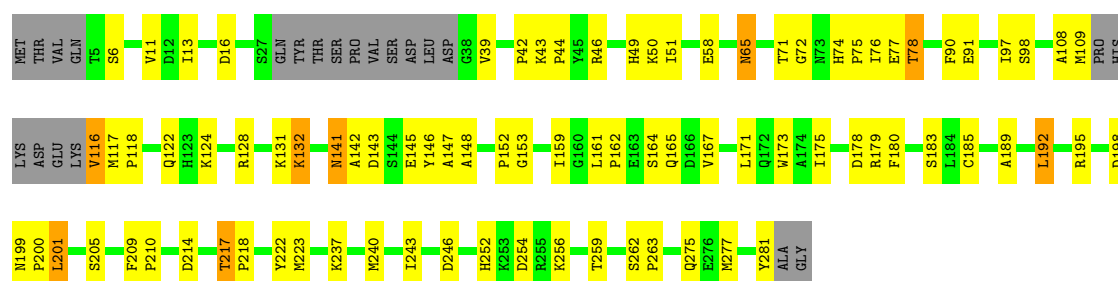 MET THR VAL GLN T5 S6 V11 D12 I13 D16 S27 GLN TYR THR THR SER PRO VAL SER ASP LEU ASP G38 V39 P42 K43 P44 Y45 R46 H49 K50 I51 E58 N65 T71 G72 N73 H74 P75 I76 E77 T78 F90 E91 I97 S98 A108 M109 PRO HIS
LYS ASP GLU LYS V116 M117 P118 Q122 H123 K124 R128 K131 K132 N141 A142 D143 S144 E145 Y146 A147 A148 P152 G153 I159 G160 L161 P162 E163 S164 Q165 D166 V167 L171 Q172 W173 A174 I175 D178 R179 F180 S183 L184 C185 A189 L192 R195 D198
N199 P200 L201 S205 F209 P210 D214 T217 P218 Y222 M223 K237 M240 I243 D246 H252 K253 D254 R255 K256 T259 S262 P263 Q275 E276 M277 Y281 ALA GLY